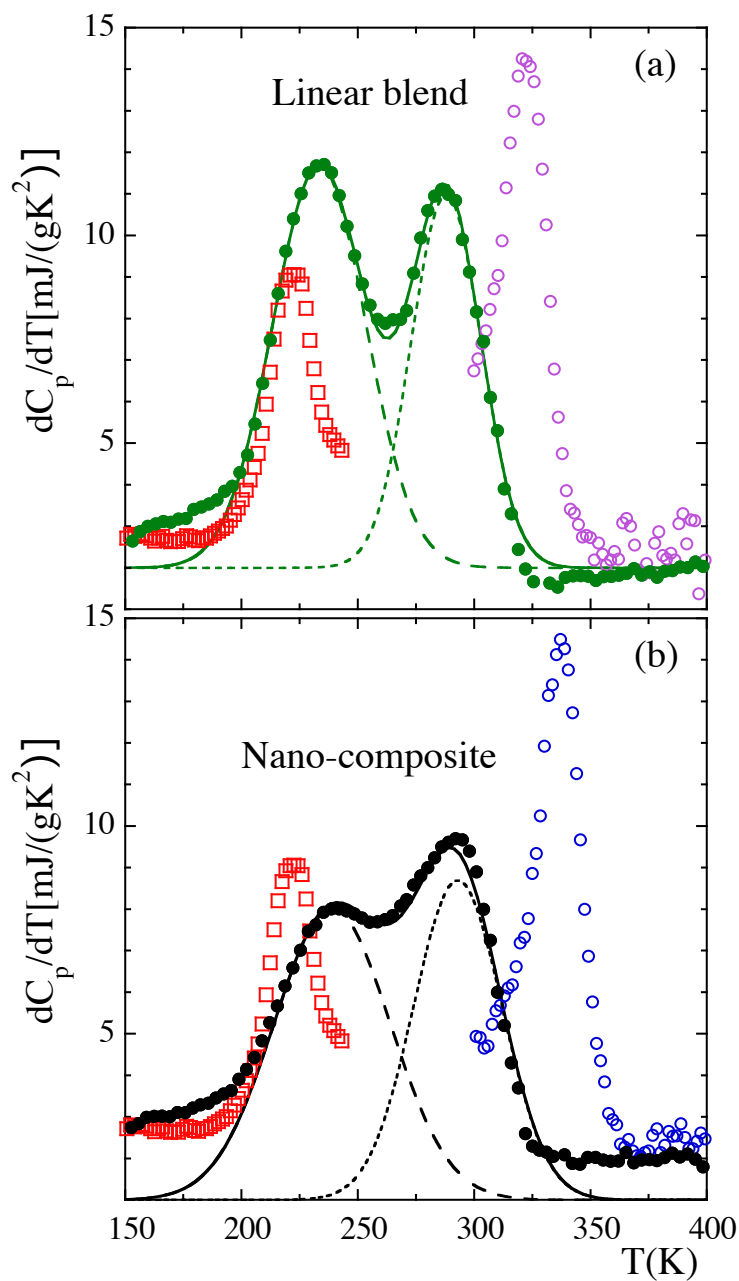 15
(a)
Linear blend
10
5
dC_p/dT[mJ/(gK^2)]
15
(b)
Nano-composite
10
5
dC_p/dT[mJ/(gK^2)]
150 200 250 300 350 400
T(K)